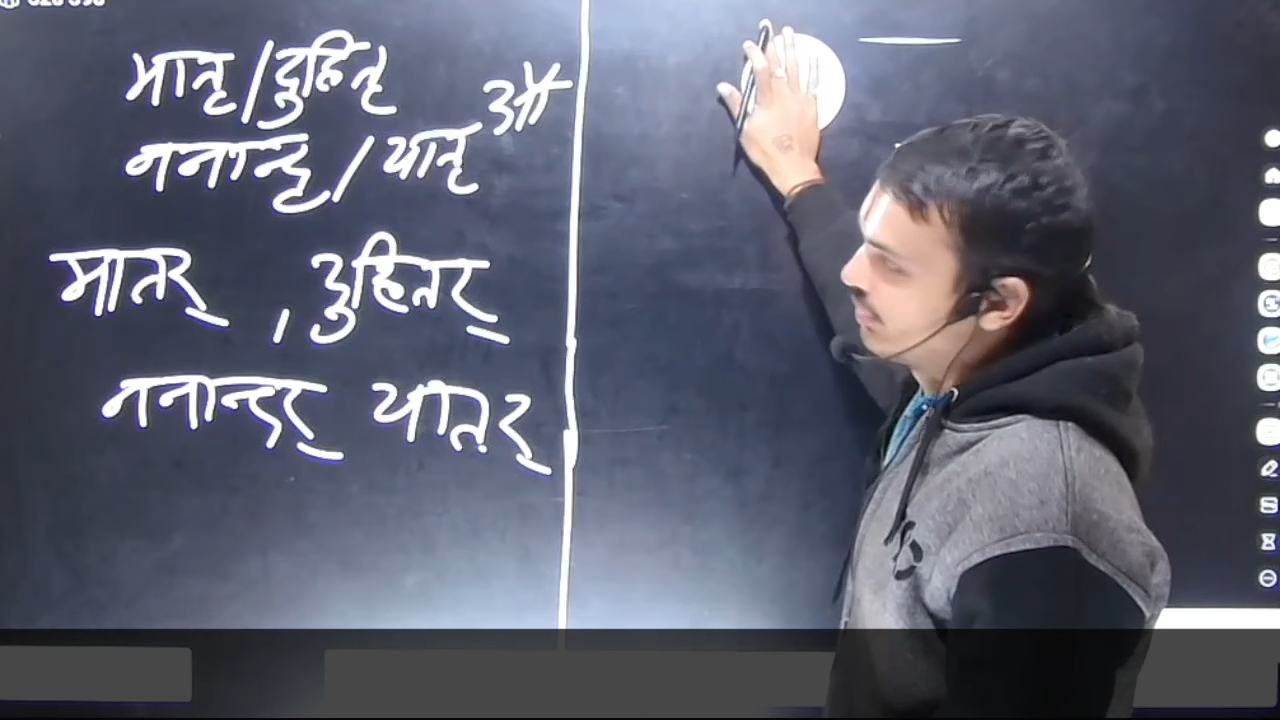 मातृ/दुहितृ औ
ननान्दृ/यातृ
मातर्, दुहितर्
ननान्दर् यातर्